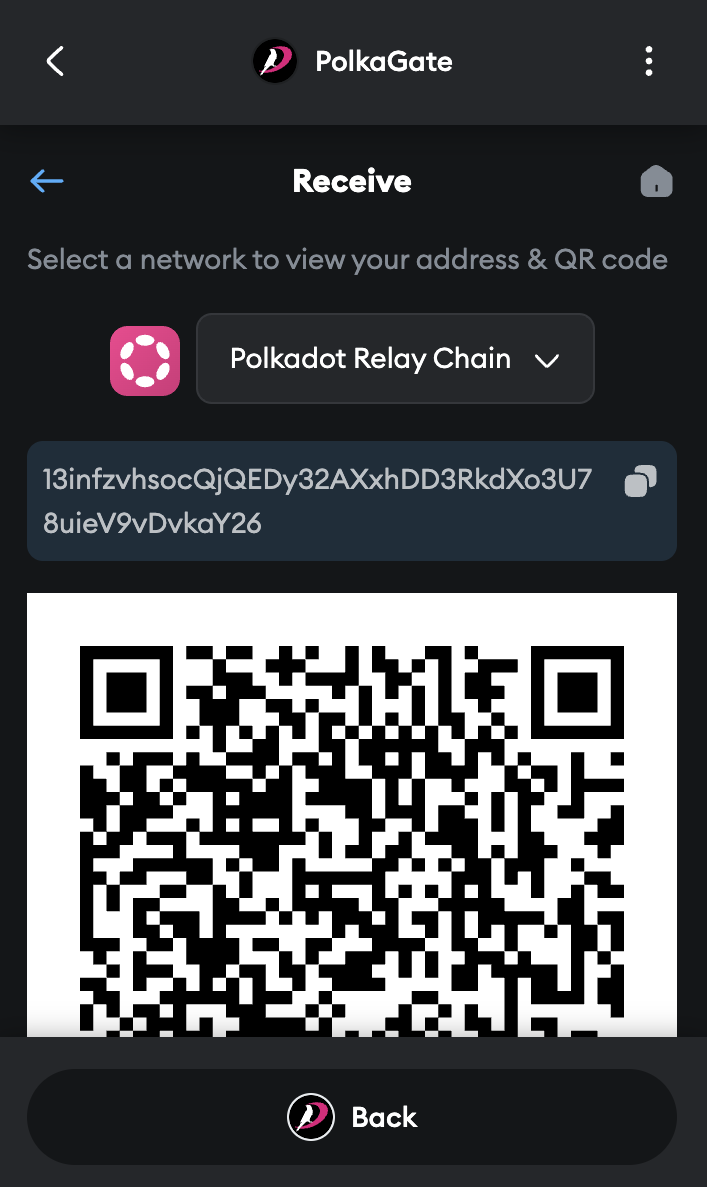 PolkaGate
Receive
Select a network to view your address & QR code
Polkadot Relay Chain
13infzvhsocQjQEDy32AXxhDD3RkdXo3U7
8uieV9vDvkaY26
Back